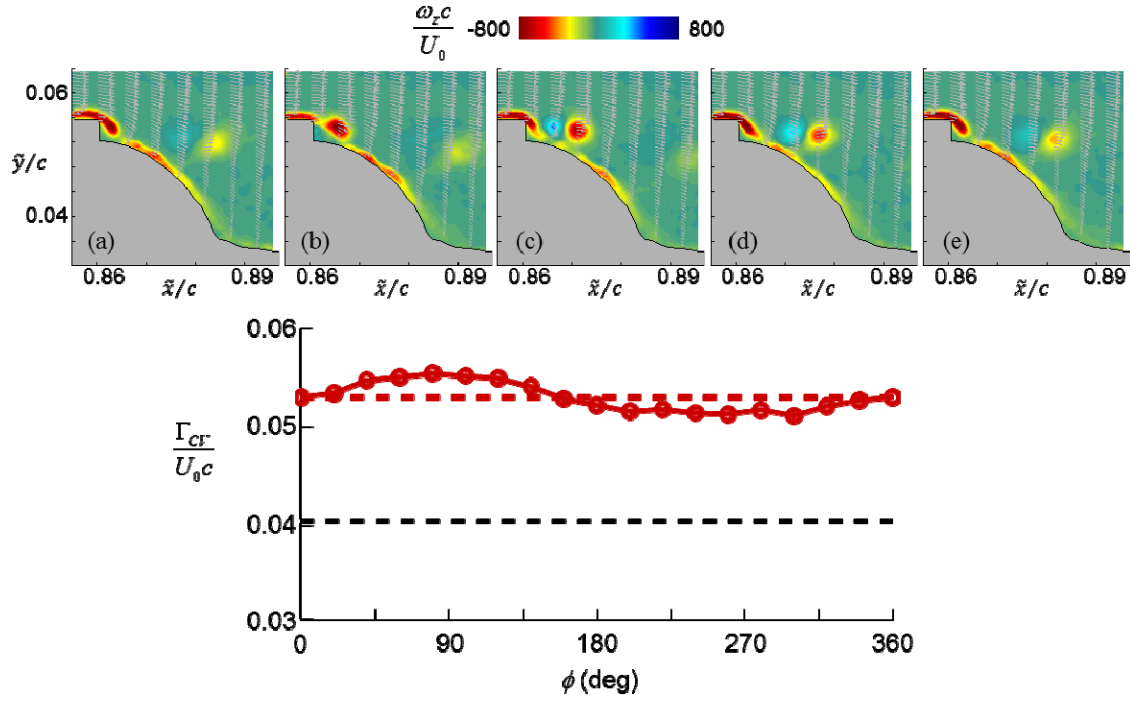 ω_z c / U_0 -800 800
ỹ/c 0.06 0.04
(a) (b) (c) (d) (e)
0.86 0.89 0.86 0.89 0.86 0.89 0.86 0.89 0.86 0.89
x̃/c x̃/c x̃/c x̃/c x̃/c
0.06
0.05
Γ_CV / U_0 c
0.04
0.03
0 90 180 270 360
ϕ (deg)